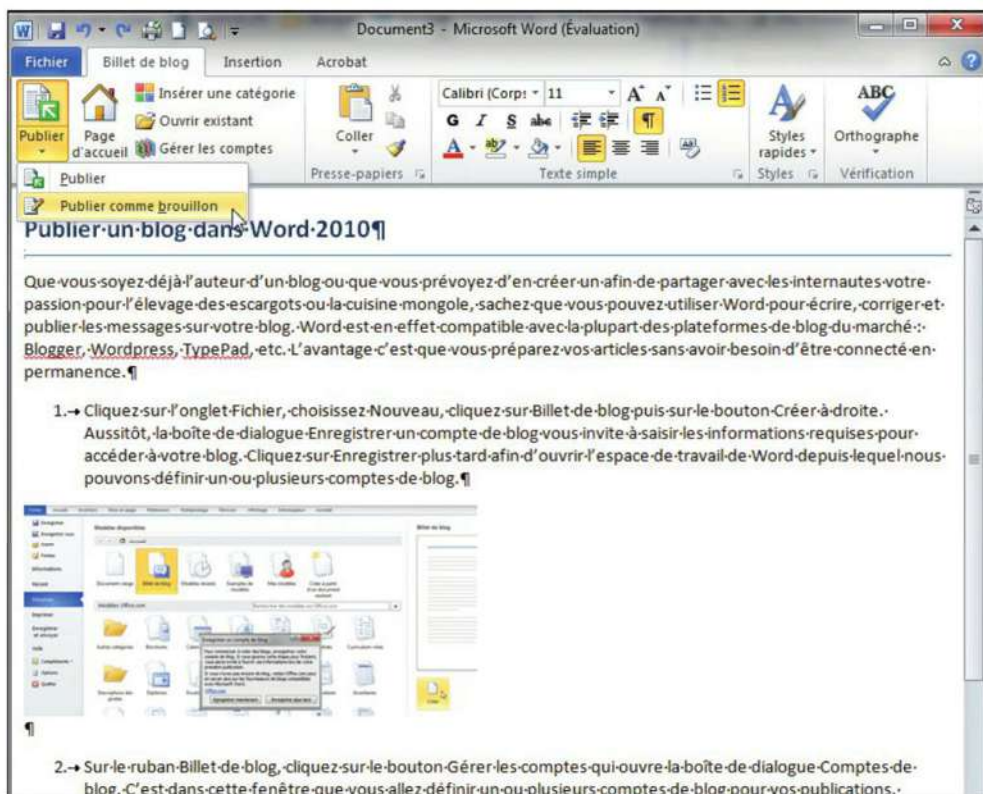 Document3 - Microsoft Word (Évaluation)
Fichier Billet de blog Insertion Acrobat
Publier
Page d'accueil
Insérer une catégorie
Ouvrir existant
Gérer les comptes
Coller
Presse-papiers
Calibri (Corp: 11
G I S abc
Texte simple
Styles rapides
Styles
ABC
Orthographe
Vérification
Publier
Publier comme brouillon
Publier·un·blog·dans·Word·2010¶
Que·vous·soyez·déjà·l'auteur·d'un·blog·ou·que·vous·prévoyez·d'en·créer·un·afin·de·partager·avec·les·internautes·votre·
passion·pour·l'élevage·des·escargots·ou·la·cuisine·mongole,·sachez·que·vous·pouvez·utiliser·Word·pour·écrire,·corriger·et·
publier·les·messages·sur·votre·blog.·Word·est·en·effet·compatible·avec·la·plupart·des·plateformes·de·blog·du·marché·:·
Blogger,·Wordpress,·TypePad,·etc.·L'avantage·c'est·que·vous·préparez·vos·articles·sans·avoir·besoin·d'être·connecté·en·
permanence.¶
1.→Cliquez·sur·l'onglet·Fichier,·choisissez·Nouveau,·cliquez·sur·Billet·de·blog·puis·sur·le·bouton·Créer·à·droite.·
Aussitôt,·la·boîte·de·dialogue·Enregistrer·un·compte·de·blog·vous·invite·à·saisir·les·informations·requises·pour·
accéder·à·votre·blog.·Cliquez·sur·Enregistrer·plus·tard·afin·d'ouvrir·l'espace·de·travail·de·Word·depuis·lequel·nous·
pouvons·définir·un·ou·plusieurs·comptes·de·blog.¶
Modèles disponibles
Billet de blog
¶
2.→Sur·le·ruban·Billet·de·blog,·cliquez·sur·le·bouton·Gérer·les·comptes·qui·ouvre·la·boîte·de·dialogue·Comptes·de·
blog.·C'est·dans·cette·fenêtre·que·vous·allez·définir·un·ou·plusieurs·comptes·de·blog·pour·vos·publications.·